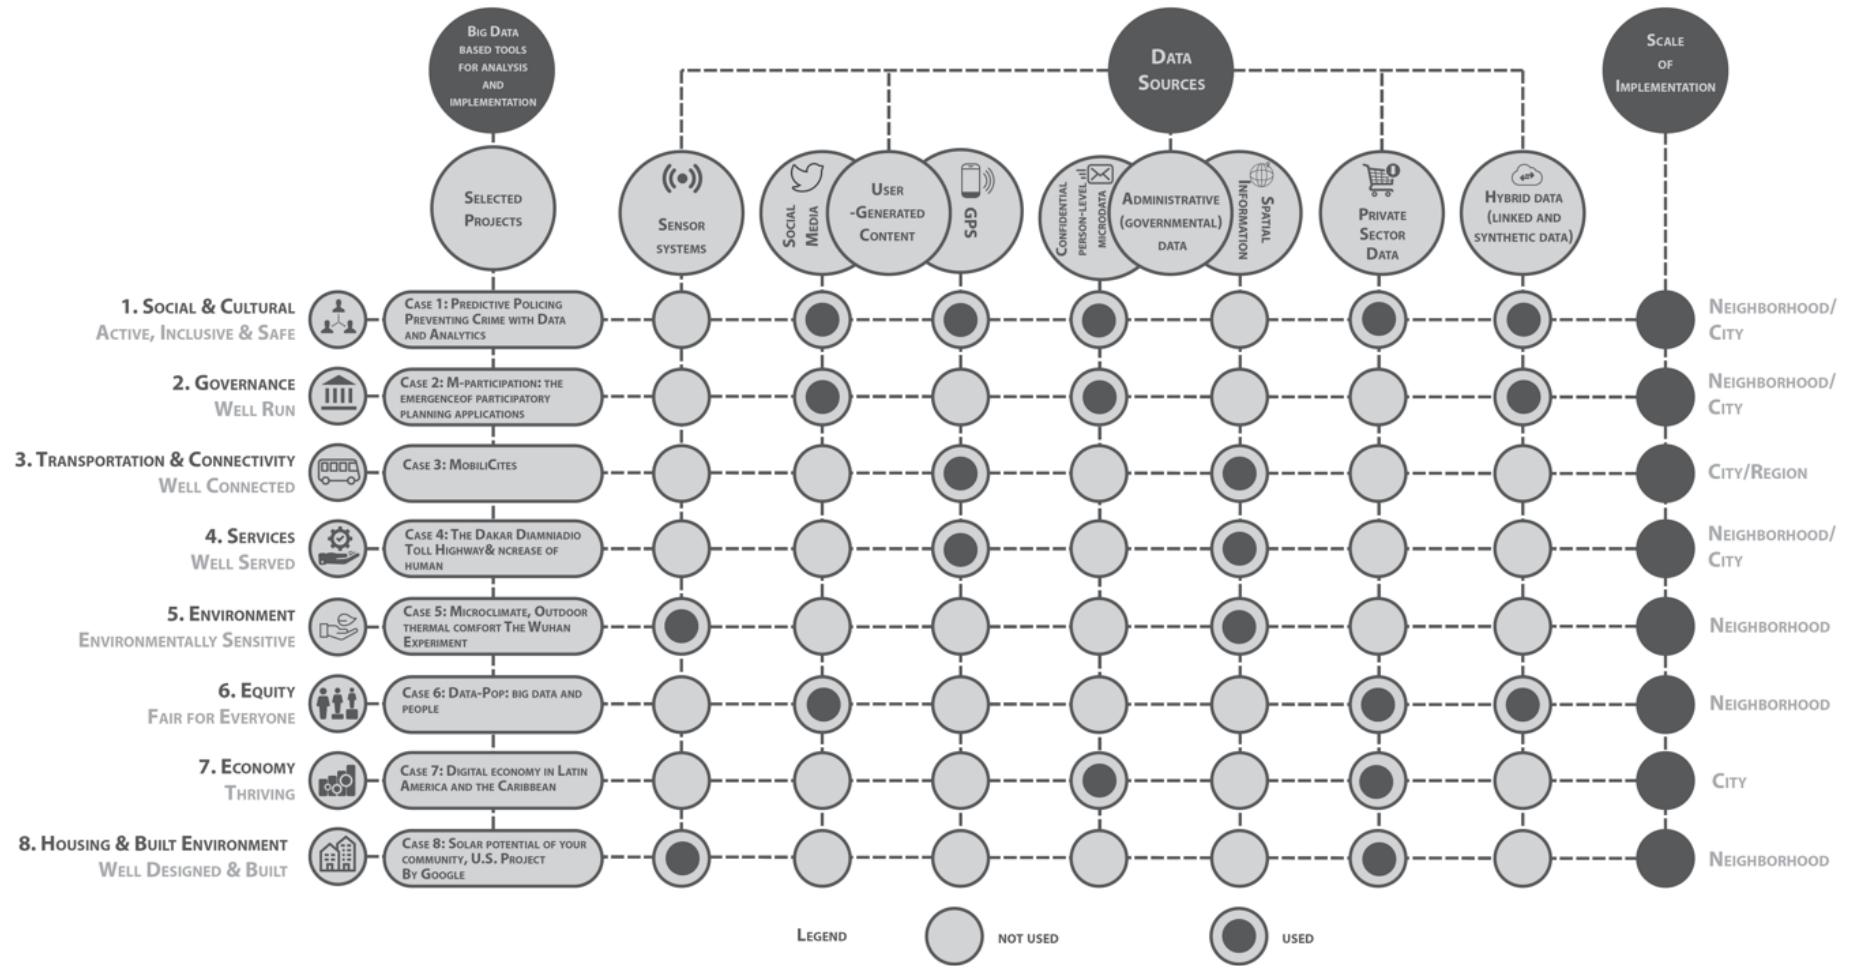 Big Data
based tools
for analysis
and
implementation
Data
Sources
Scale
of
Implementation
Selected
Projects
Sensor
systems
Social
Media
User
-Generated
Content
GPS
Confidential
person-level
microdata
Administrative
(governmental)
data
Spatial
Information
Private
Sector
Data
Hybrid data
(linked and
synthetic data)
1. Social & Cultural
Active, Inclusive & Safe
Case 1: Predictive Policing
Preventing Crime with Data
and Analytics
Neighborhood/
City
2. Governance
Well Run
Case 2: M-participation: the
emergenceof participatory
planning applications
Neighborhood/
City
3. Transportation & Connectivity
Well Connected
Case 3: MobiliCites
City/Region
4. Services
Well Served
Case 4: The Dakar Diamniadio
Toll Highway& ncrease of
human
Neighborhood/
City
5. Environment
Environmentally Sensitive
Case 5: Microclimate, Outdoor
thermal comfort The Wuhan
Experiment
Neighborhood
6. Equity
Fair for Everyone
Case 6: Data-Pop: big data and
people
Neighborhood
7. Economy
Thriving
Case 7: Digital economy in Latin
America and the Caribbean
City
8. Housing & Built Environment
Well Designed & Built
Case 8: Solar potential of your
community, U.S. Project
By Google
Neighborhood
Legend
not used
used